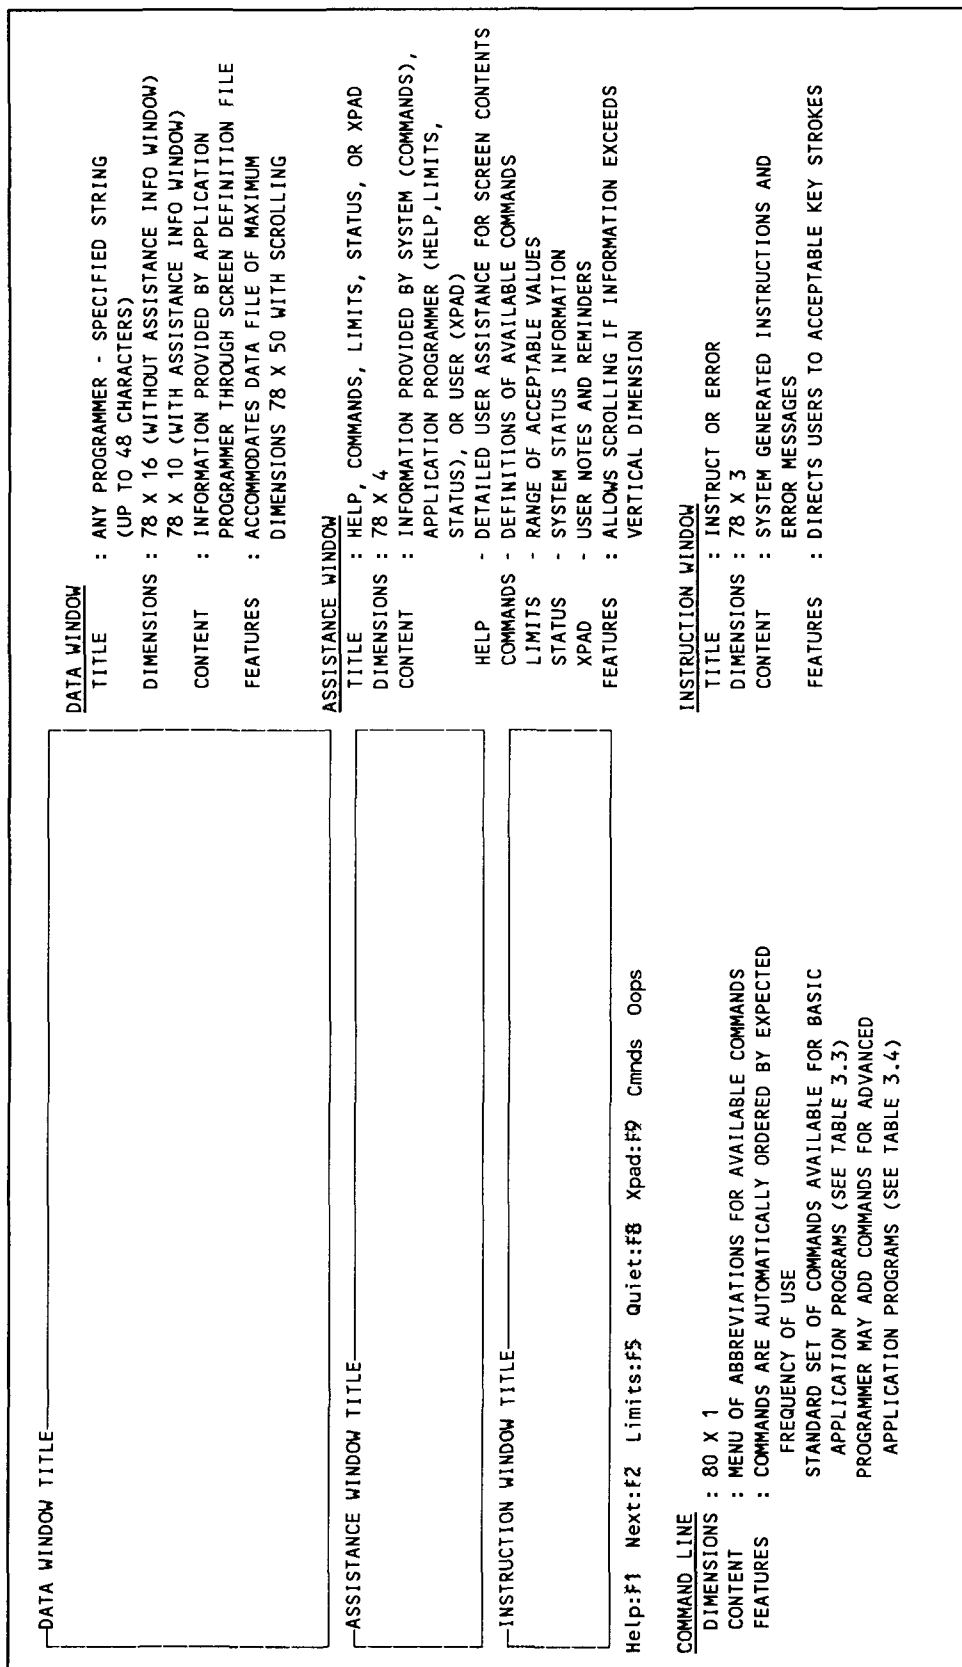 DATA WINDOW TITLE
ASSISTANCE WINDOW TITLE
INSTRUCTION WINDOW TITLE
Help:F1 Next:F2 Limits:F5 Quiet:F8 Xpad:F9 Cmnds Oops
COMMAND LINE
DIMENSIONS : 80 X 1
CONTENT : MENU OF ABBREVIATIONS FOR AVAILABLE COMMANDS
FEATURES : COMMANDS ARE AUTOMATICALLY ORDERED BY EXPECTED
FREQUENCY OF USE
STANDARD SET OF COMMANDS AVAILABLE FOR BASIC
APPLICATION PROGRAMS (SEE TABLE 3.3)
PROGRAMMER MAY ADD COMMANDS FOR ADVANCED
APPLICATION PROGRAMS (SEE TABLE 3.4)
DATA WINDOW
TITLE : ANY PROGRAMMER - SPECIFIED STRING
(UP TO 48 CHARACTERS)
DIMENSIONS : 78 X 16 (WITHOUT ASSISTANCE INFO WINDOW)
78 X 10 (WITH ASSISTANCE INFO WINDOW)
CONTENT : INFORMATION PROVIDED BY APPLICATION
PROGRAMMER THROUGH SCREEN DEFINITION FILE
FEATURES : ACCOMMODATES DATA FILE OF MAXIMUM
DIMENSIONS 78 X 50 WITH SCROLLING
ASSISTANCE WINDOW
TITLE : HELP, COMMANDS, LIMITS, STATUS, OR XPAD
DIMENSIONS : 78 X 4
CONTENT : INFORMATION PROVIDED BY SYSTEM (COMMANDS),
APPLICATION PROGRAMMER (HELP,LIMITS,
STATUS), OR USER (XPAD)
HELP - DETAILED USER ASSISTANCE FOR SCREEN CONTENTS
COMMANDS - DEFINITIONS OF AVAILABLE COMMANDS
LIMITS - RANGE OF ACCEPTABLE VALUES
STATUS - SYSTEM STATUS INFORMATION
XPAD - USER NOTES AND REMINDERS
FEATURES : ALLOWS SCROLLING IF INFORMATION EXCEEDS
VERTICAL DIMENSION
INSTRUCTION WINDOW
TITLE : INSTRUCT OR ERROR
DIMENSIONS : 78 X 3
CONTENT : SYSTEM GENERATED INSTRUCTIONS AND
ERROR MESSAGES
FEATURES : DIRECTS USERS TO ACCEPTABLE KEY STROKES